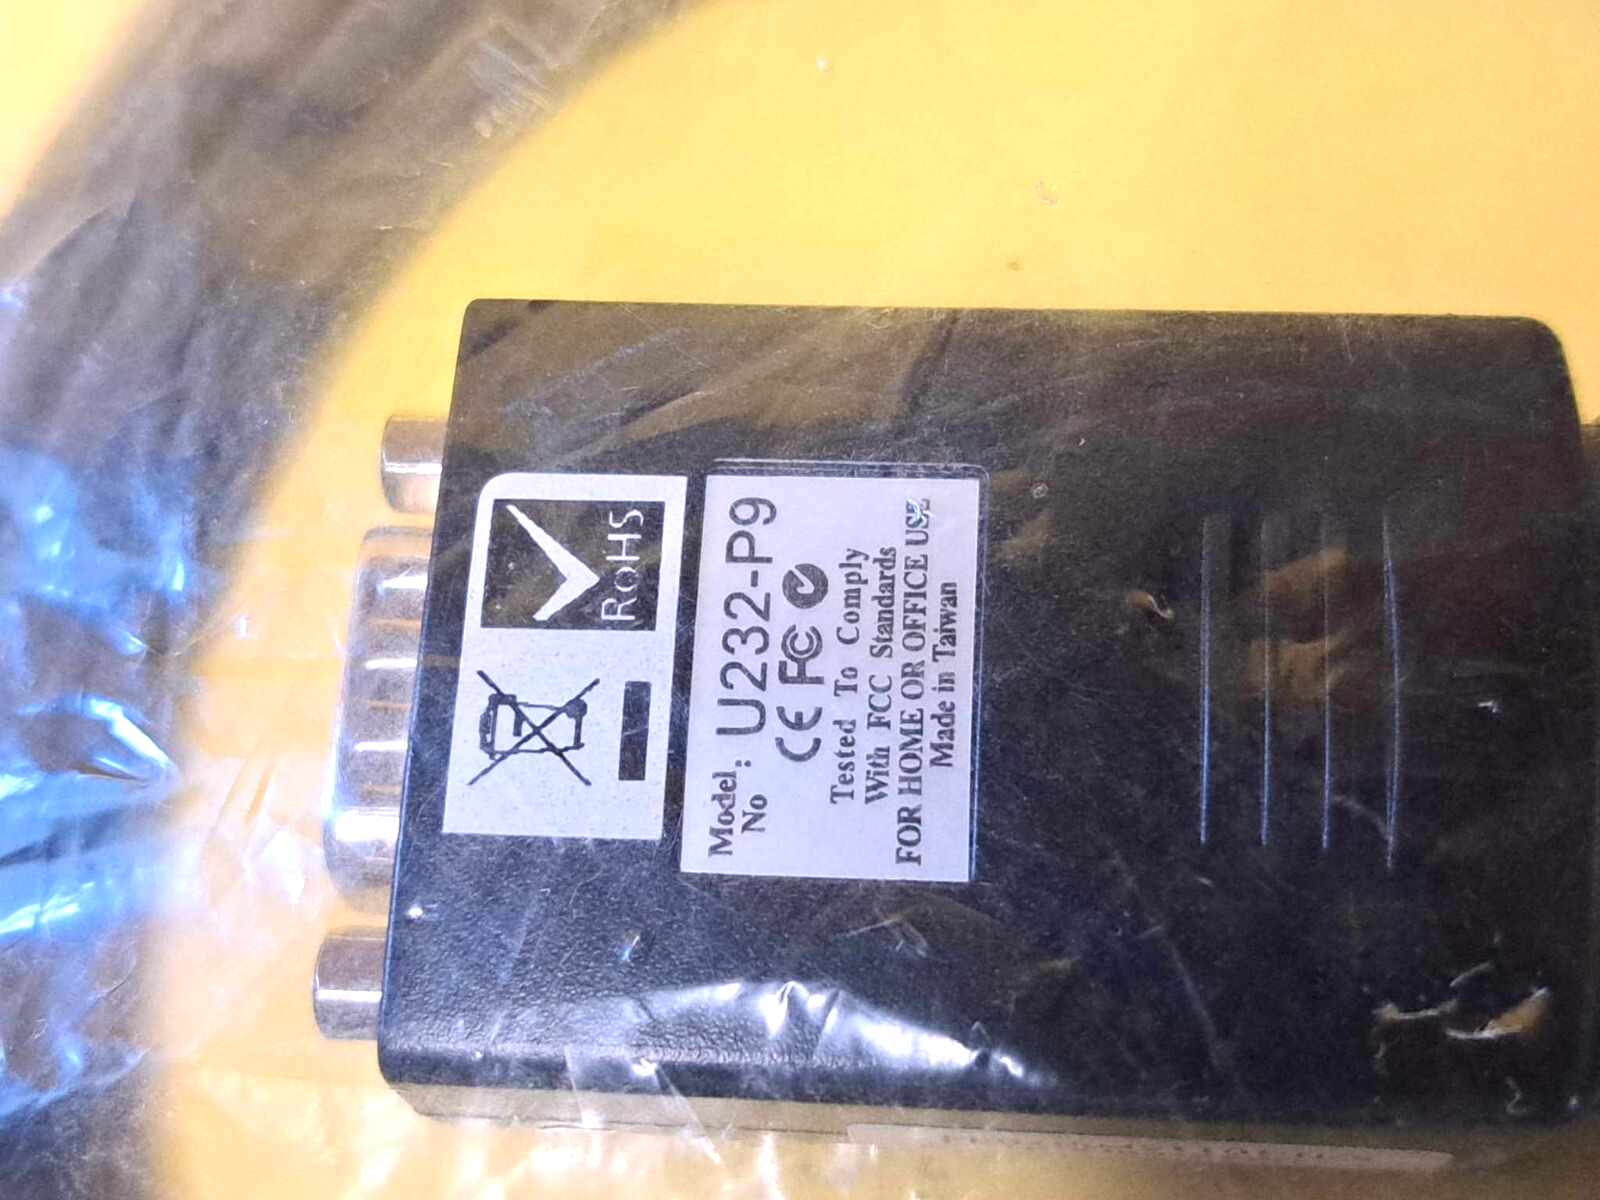 RoHS
Model No : U232-P9
CE FC
Tested To Comply
With FCC Standards
FOR HOME OR OFFICE USE
Made in Taiwan